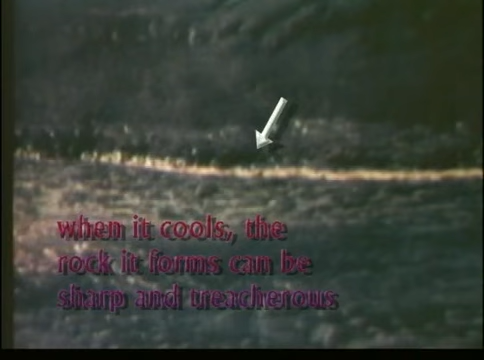 when it cools, the
rock it forms can be
sharp and treacherous